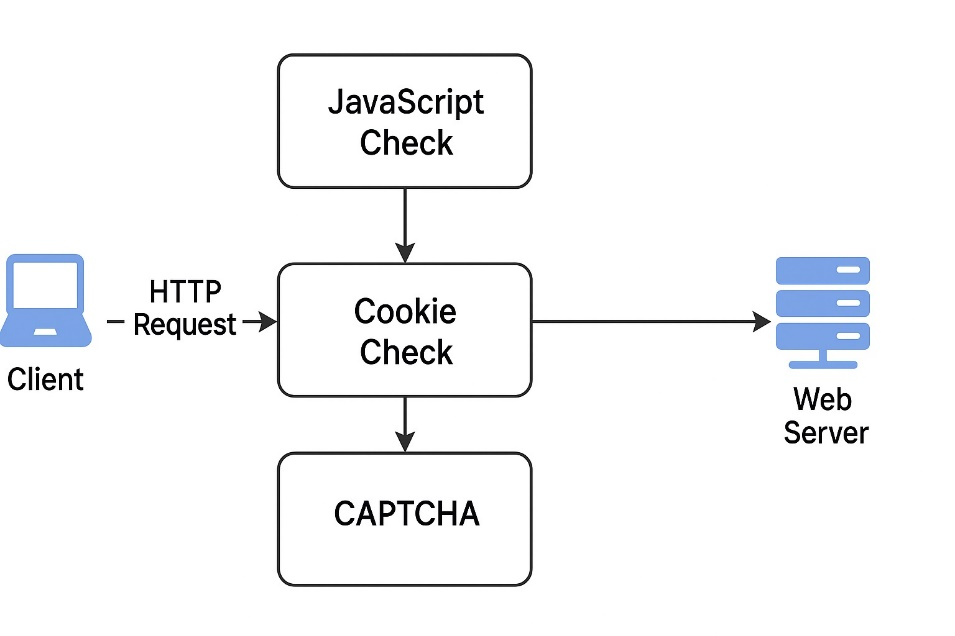 JavaScript
Check
HTTP
Request
Cookie
Check
Client
Web
Server
CAPTCHA